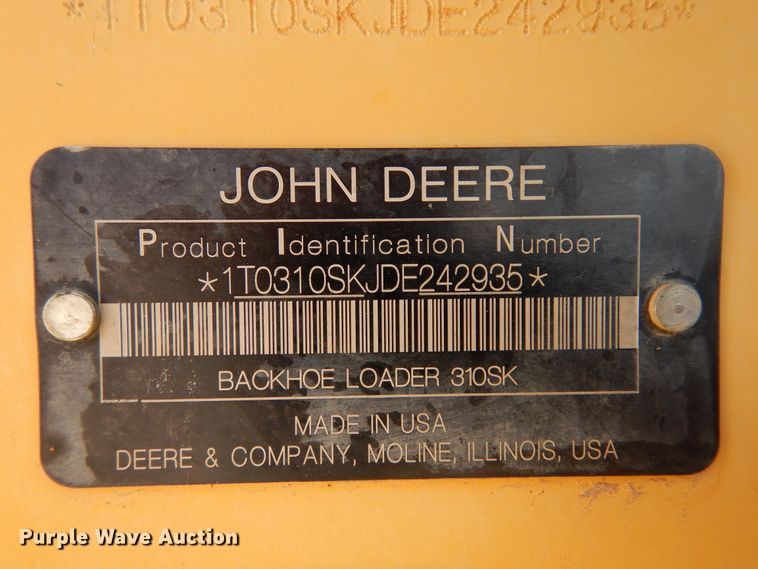 *1T0310SKJDE242935*
JOHN DEERE
Product Identification Number
*1T0310SKJDE242935*
BACKHOE LOADER 310SK
MADE IN USA
DEERE & COMPANY, MOLINE, ILLINOIS, USA
Purple Wave Auction